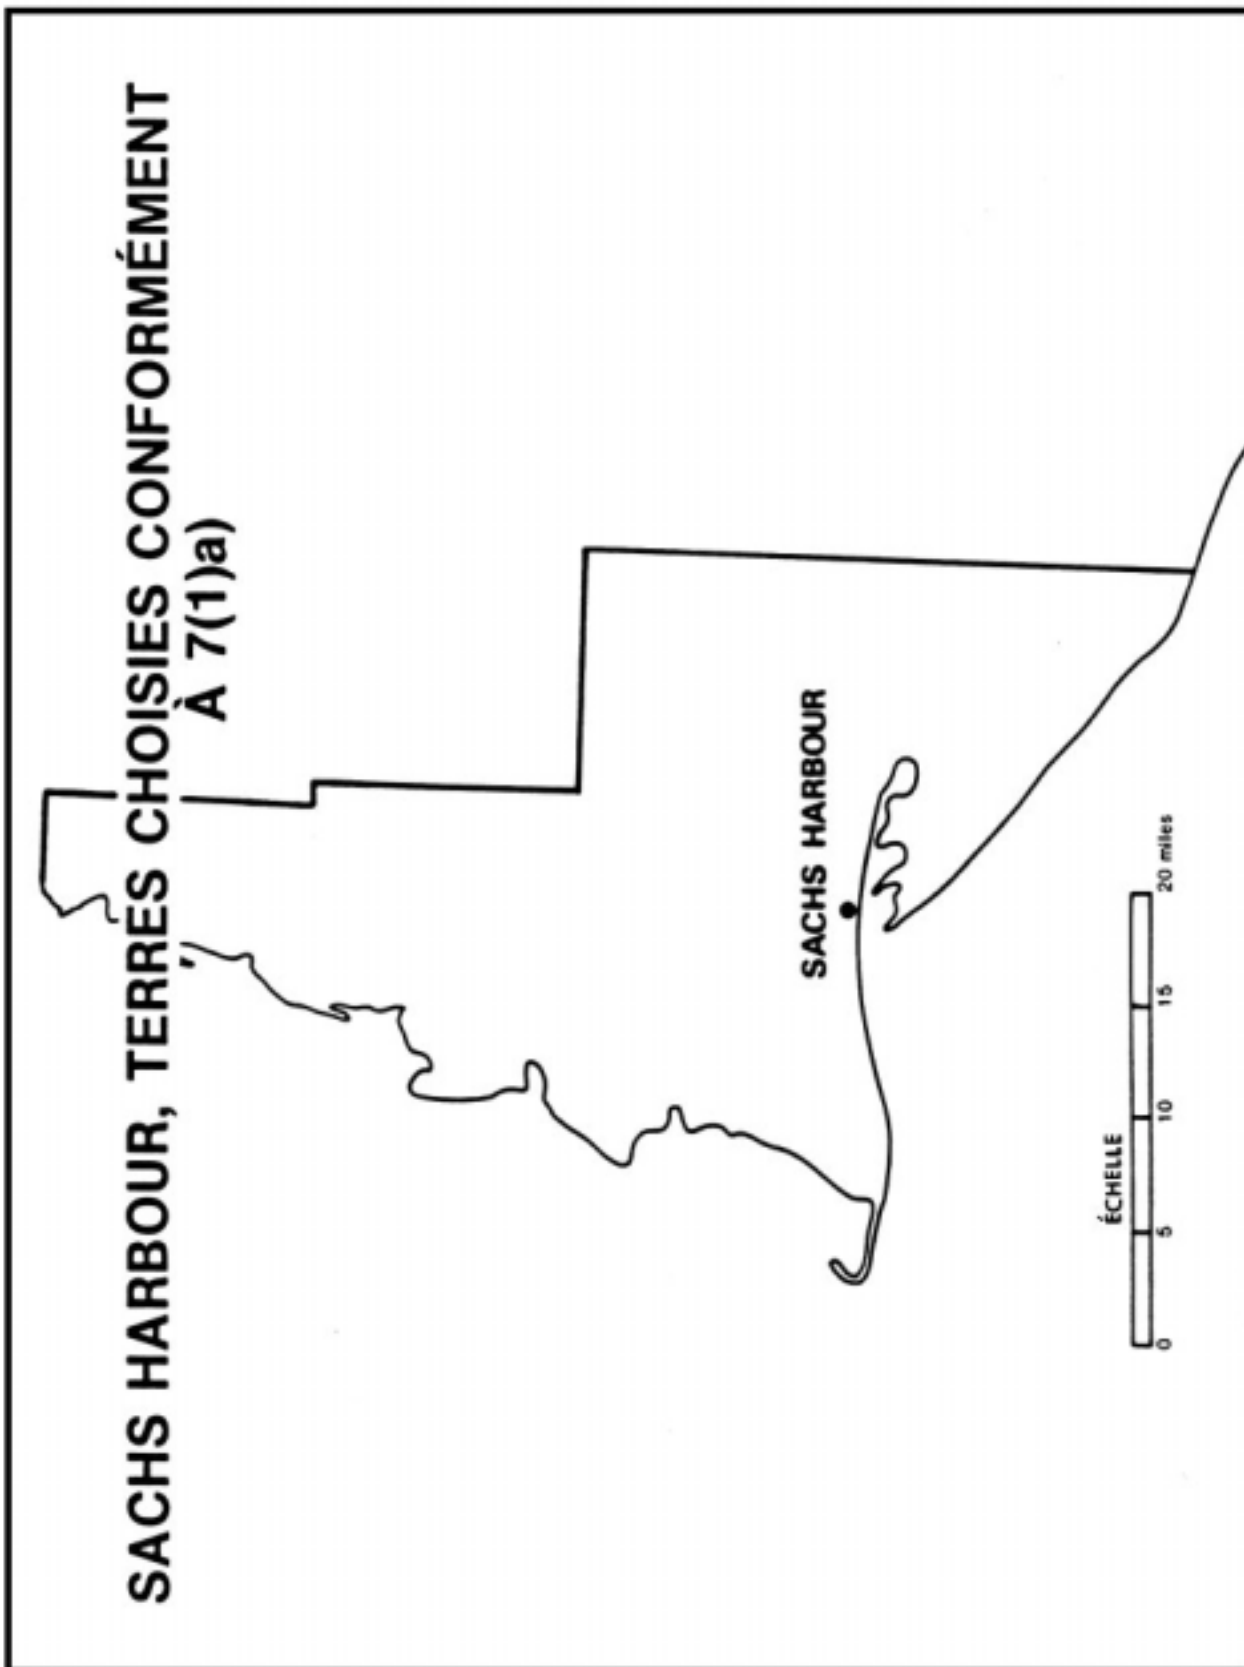 SACHS HARBOUR, TERRES CHOISIES CONFORMÉMENT
À 7(1)a)
SACHS HARBOUR
ÉCHELLE
0 5 10 15 20 miles